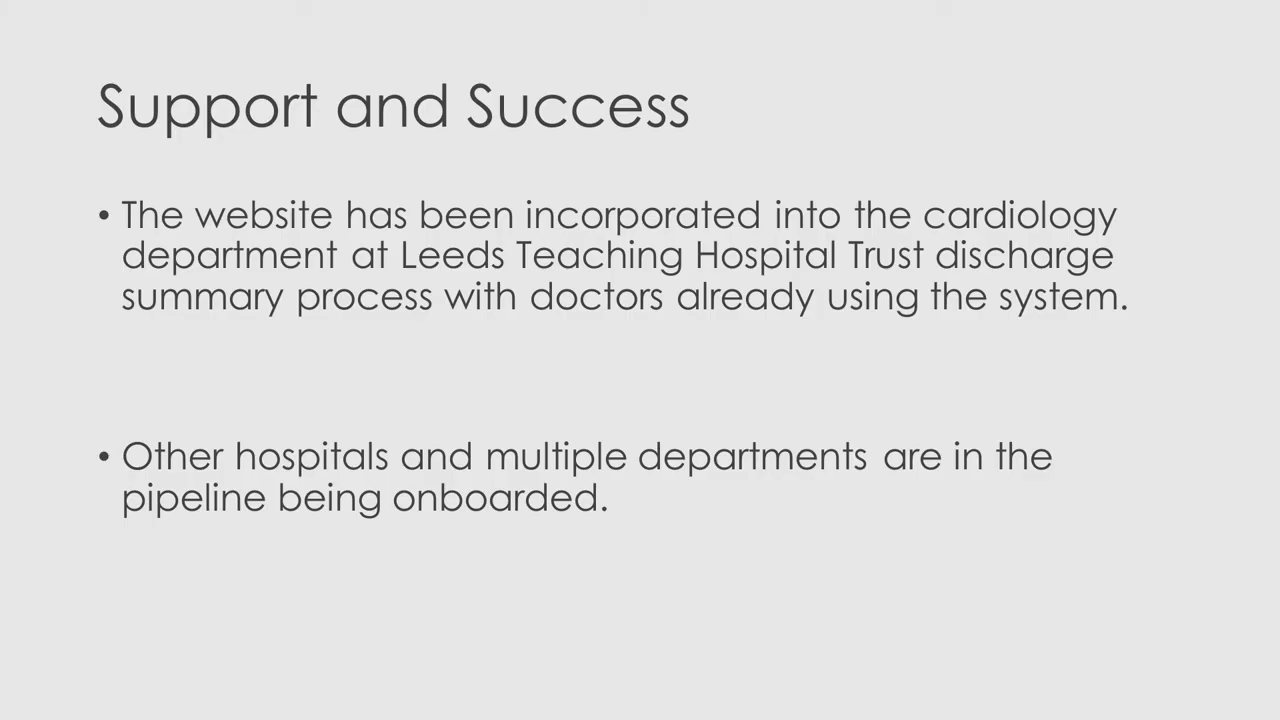 Support and Success
• The website has been incorporated into the cardiology
department at Leeds Teaching Hospital Trust discharge
summary process with doctors already using the system.
• Other hospitals and multiple departments are in the
pipeline being onboarded.